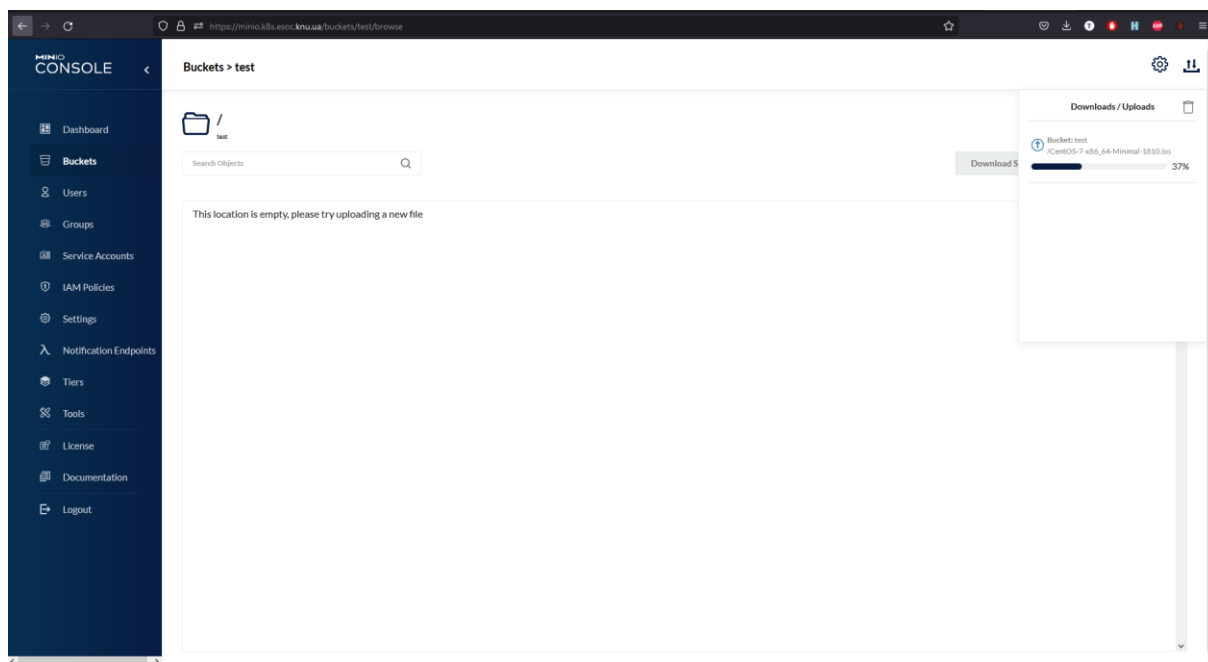 https://minio.k8s.esoc.knu.ua/buckets/test/browse
MINIO
CONSOLE
Buckets > test
Dashboard
Buckets
Users
Groups
Service Accounts
IAM Policies
Settings
Notification Endpoints
Tiers
Tools
License
Documentation
Logout
/
test
Search Objects
Download S
This location is empty, please try uploading a new file
Downloads / Uploads
Bucket: test
/CentOS-7-x86_64-Minimal-1810.iso
37%